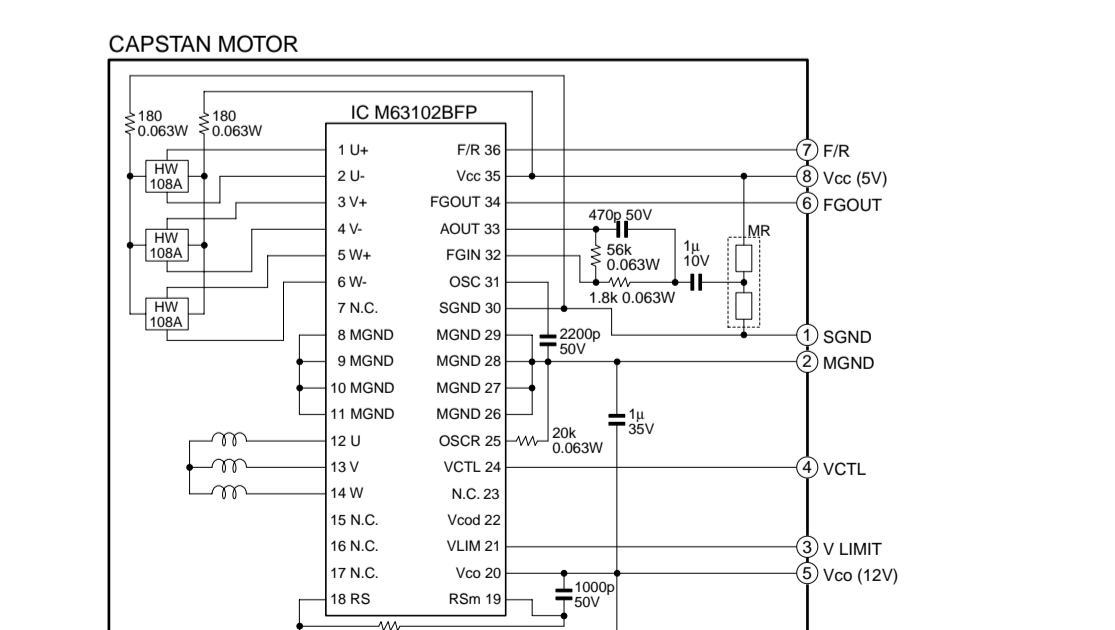 CAPSTAN MOTOR
IC M63102BFP
180
0.063W
180
0.063W
HW
108A
HW
108A
HW
108A
1 U+
2 U-
3 V+
4 V-
5 W+
6 W-
7 N.C.
8 MGND
9 MGND
10 MGND
11 MGND
12 U
13 V
14 W
15 N.C.
16 N.C.
17 N.C.
18 RS
F/R 36
Vcc 35
FGOUT 34
AOUT 33
FGIN 32
OSC 31
SGND 30
MGND 29
MGND 28
MGND 27
MGND 26
OSCR 25
VCTL 24
N.C. 23
Vcod 22
VLIM 21
Vco 20
RSm 19
470p 50V
56k
0.063W
1.8k 0.063W
1µ
10V
MR
2200p
50V
1µ
35V
20k
0.063W
1000p
50V
7 F/R
8 Vcc (5V)
6 FGOUT
1 SGND
2 MGND
4 VCTL
3 V LIMIT
5 Vco (12V)